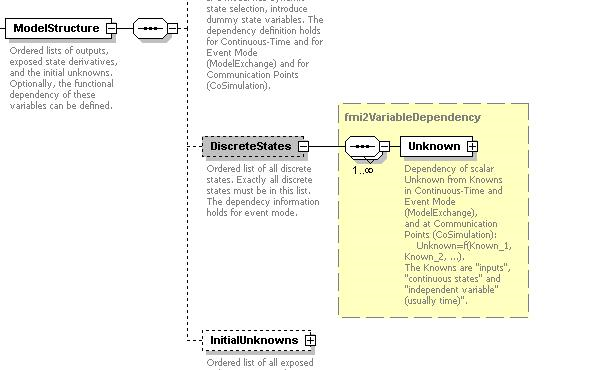 state selection, introduce
dummy state variables. The
dependency definition holds
for Continuous-Time and for
Event Mode
(ModelExchange) and for
Communication Points
(CoSimulation).
ModelStructure
Ordered lists of outputs,
exposed state derivatives,
and the initial unknowns.
Optionally, the functional
dependency of these
variables can be defined.
fmi2VariableDependency
DiscreteStates
1..∞
Unknown
Ordered list of all discrete
states. Exactly all discrete
states must be in this list.
The dependecy information
holds for event mode.
Dependency of scalar
Unknown from Knowns
in Continuous-Time and
Event Mode
(ModelExchange),
and at Communication
Points (CoSimulation):
Unknown=f(Known_1,
Known_2, ...).
The Knowns are "inputs",
"continuous states" and
"independent variable"
(usually time)".
InitialUnknowns
Ordered list of all exposed